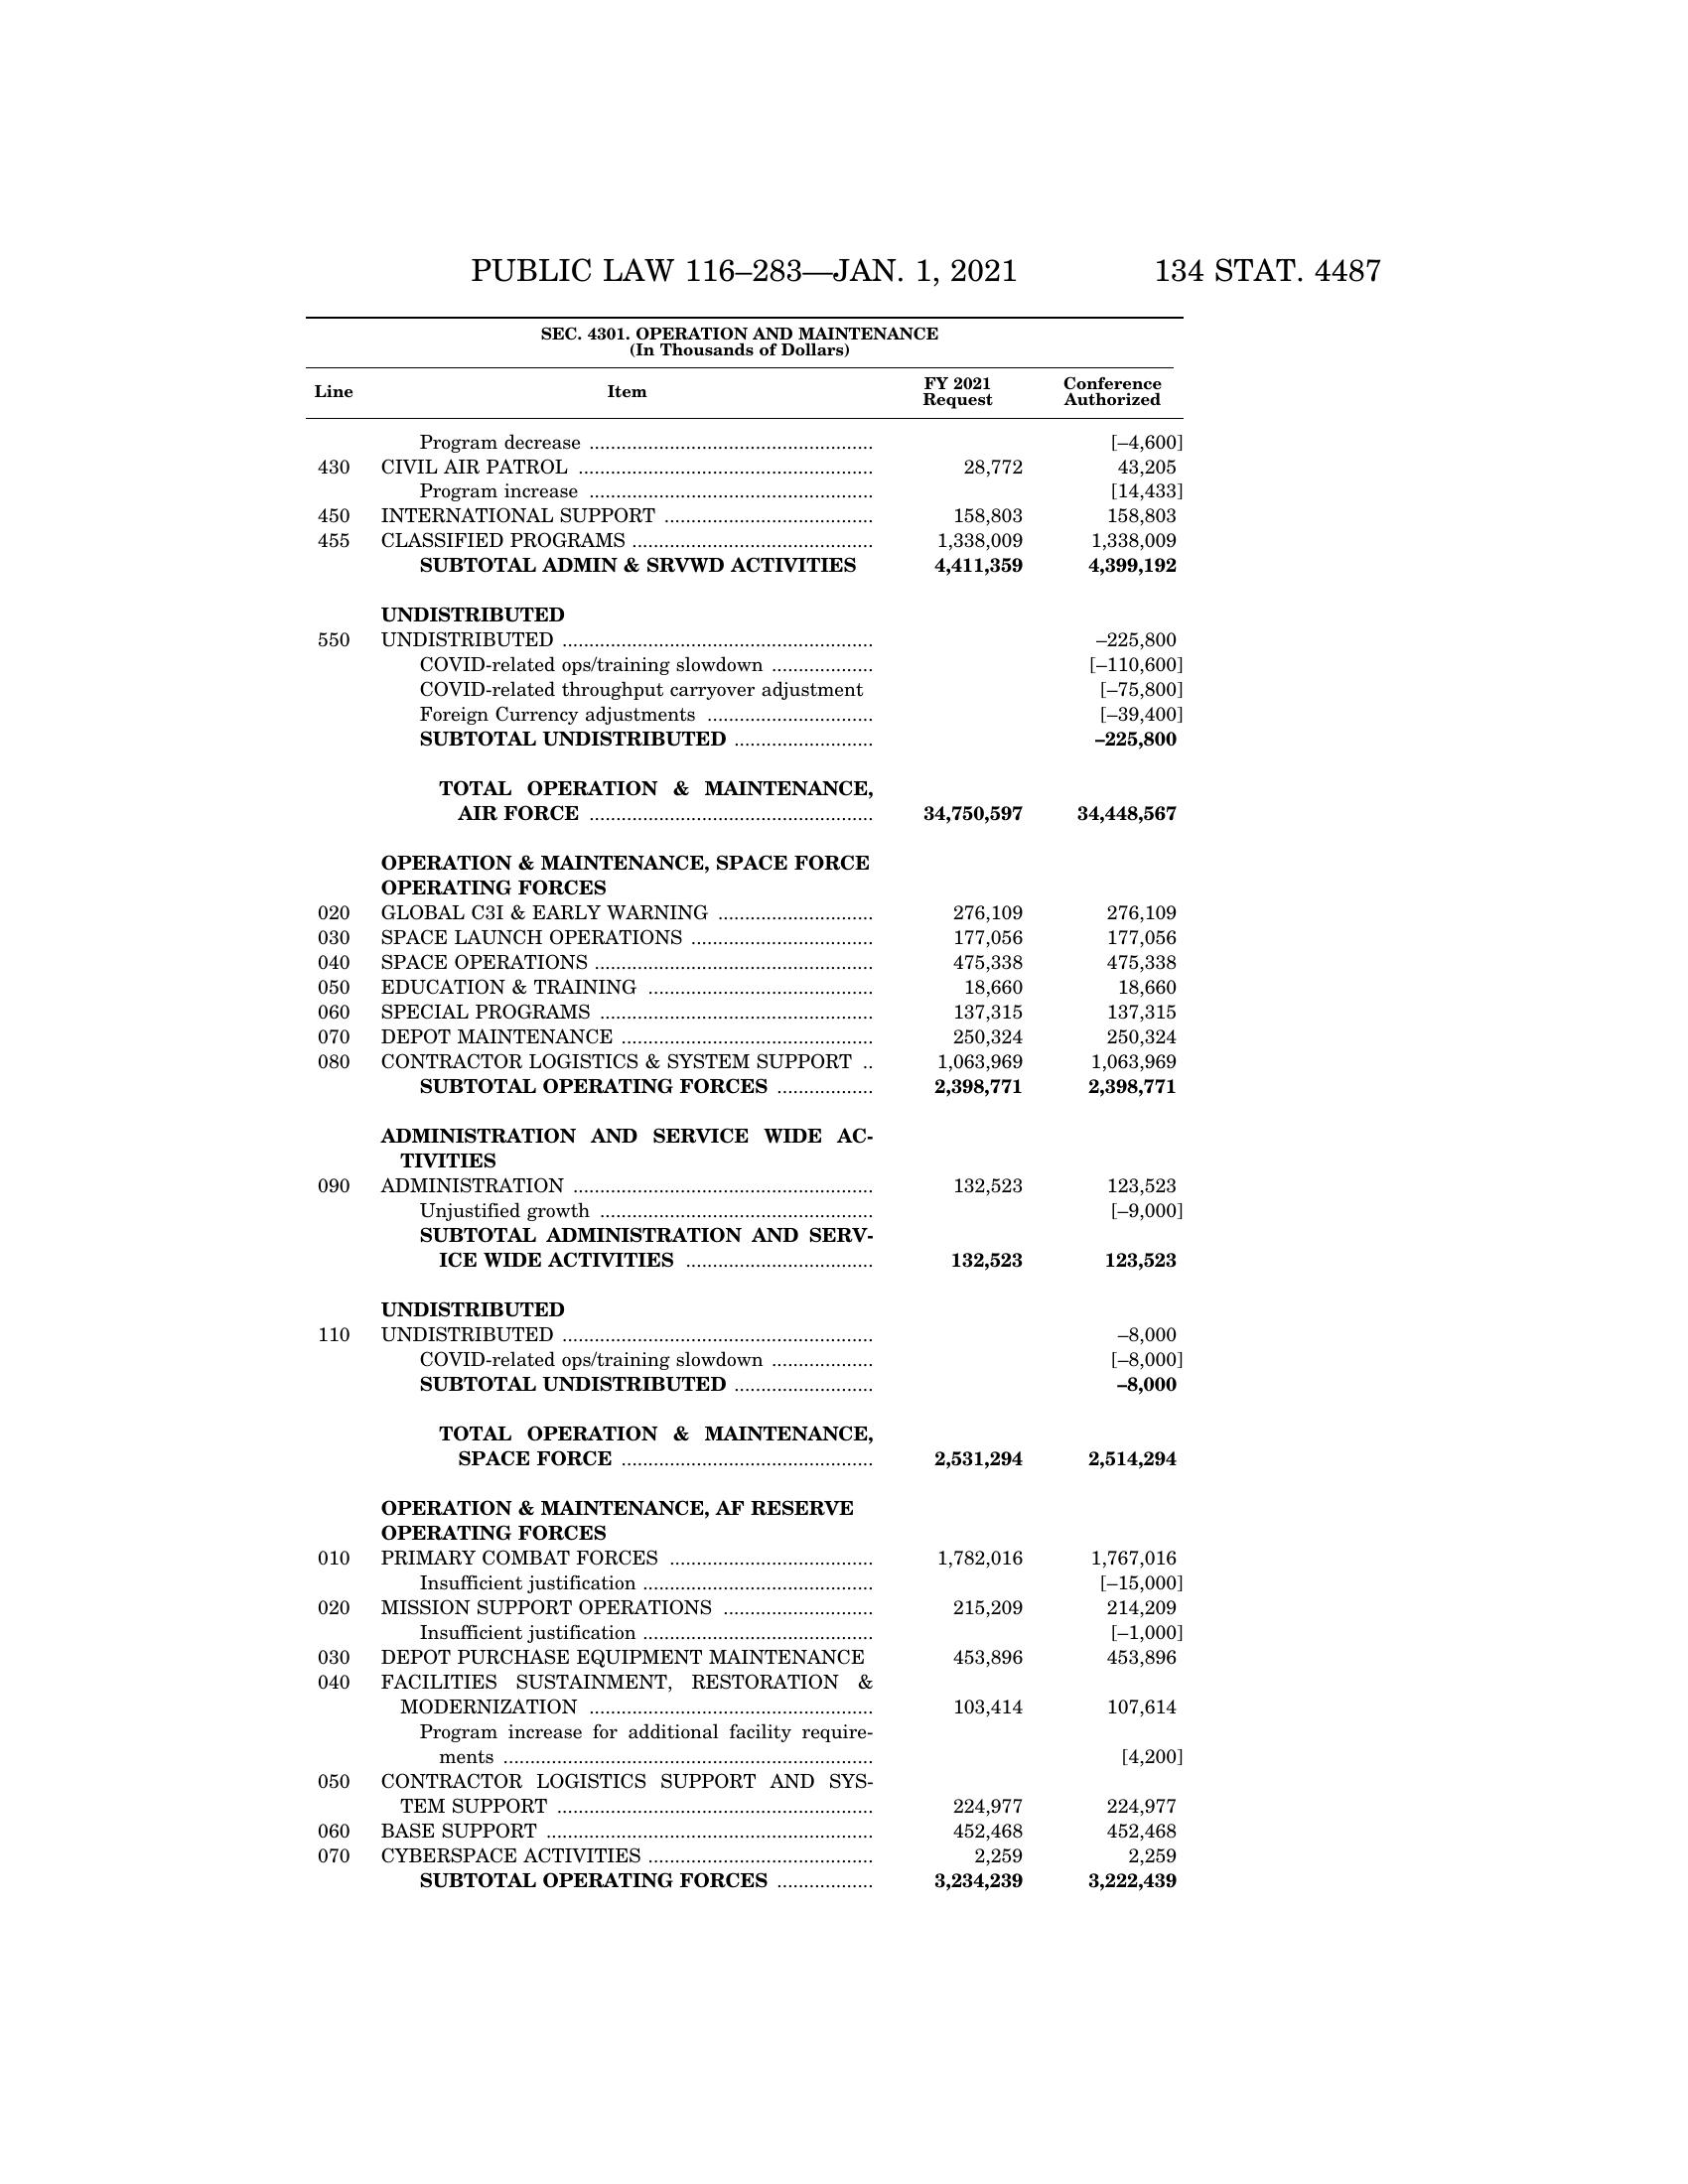 PUBLIC LAW 116–283—JAN. 1, 2021 134 STAT. 4487
SEC. 4301. OPERATION AND MAINTENANCE
(In Thousands of Dollars)
Line Item FY 2021 Request Conference Authorized
Program decrease ...................................................... [–4,600]
430 CIVIL AIR PATROL ........................................................ 28,772 43,205
Program increase ...................................................... [14,433]
450 INTERNATIONAL SUPPORT ........................................ 158,803 158,803
455 CLASSIFIED PROGRAMS .............................................. 1,338,009 1,338,009
SUBTOTAL ADMIN & SRVWD ACTIVITIES 4,411,359 4,399,192
UNDISTRIBUTED
550 UNDISTRIBUTED ........................................................... –225,800
COVID-related ops/training slowdown ................... [–110,600]
COVID-related throughput carryover adjustment [–75,800]
Foreign Currency adjustments ............................... [–39,400]
SUBTOTAL UNDISTRIBUTED .......................... –225,800
TOTAL OPERATION & MAINTENANCE,
AIR FORCE ...................................................... 34,750,597 34,448,567
OPERATION & MAINTENANCE, SPACE FORCE
OPERATING FORCES
020 GLOBAL C3I & EARLY WARNING ............................. 276,109 276,109
030 SPACE LAUNCH OPERATIONS .................................. 177,056 177,056
040 SPACE OPERATIONS ..................................................... 475,338 475,338
050 EDUCATION & TRAINING ........................................... 18,660 18,660
060 SPECIAL PROGRAMS .................................................... 137,315 137,315
070 DEPOT MAINTENANCE ................................................ 250,324 250,324
080 CONTRACTOR LOGISTICS & SYSTEM SUPPORT .. 1,063,969 1,063,969
SUBTOTAL OPERATING FORCES .................. 2,398,771 2,398,771
ADMINISTRATION AND SERVICE WIDE AC-
TIVITIES
090 ADMINISTRATION ......................................................... 132,523 123,523
Unjustified growth .................................................... [–9,000]
SUBTOTAL ADMINISTRATION AND SERV-
ICE WIDE ACTIVITIES ................................... 132,523 123,523
UNDISTRIBUTED
110 UNDISTRIBUTED ........................................................... –8,000
COVID-related ops/training slowdown ................... [–8,000]
SUBTOTAL UNDISTRIBUTED .......................... –8,000
TOTAL OPERATION & MAINTENANCE,
SPACE FORCE ................................................ 2,531,294 2,514,294
OPERATION & MAINTENANCE, AF RESERVE
OPERATING FORCES
010 PRIMARY COMBAT FORCES ...................................... 1,782,016 1,767,016
Insufficient justification ............................................ [–15,000]
020 MISSION SUPPORT OPERATIONS ............................ 215,209 214,209
Insufficient justification ............................................ [–1,000]
030 DEPOT PURCHASE EQUIPMENT MAINTENANCE 453,896 453,896
040 FACILITIES SUSTAINMENT, RESTORATION &
MODERNIZATION ...................................................... 103,414 107,614
Program increase for additional facility require-
ments ...................................................................... [4,200]
050 CONTRACTOR LOGISTICS SUPPORT AND SYS-
TEM SUPPORT ............................................................ 224,977 224,977
060 BASE SUPPORT .............................................................. 452,468 452,468
070 CYBERSPACE ACTIVITIES ........................................... 2,259 2,259
SUBTOTAL OPERATING FORCES .................. 3,234,239 3,222,439